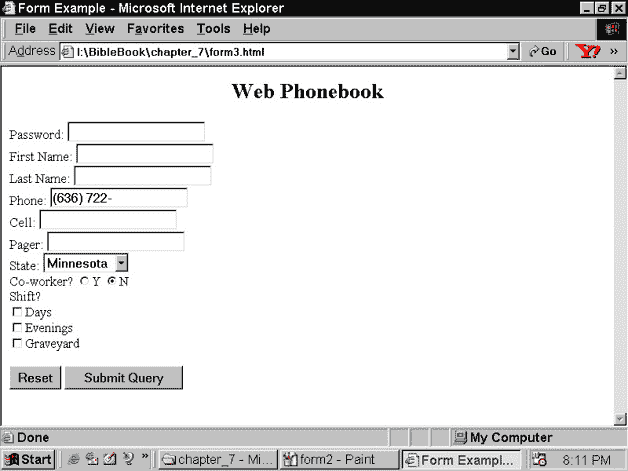 Form Example - Microsoft Internet Explorer
File Edit View Favorites Tools Help
Address I:\BibleBook\chapter_7\form3.html Go Y! »
Web Phonebook
Password:
First Name:
Last Name:
Phone: (636) 722-
Cell:
Pager:
State: Minnesota
Co-worker? Y N
Shift?
Days
Evenings
Graveyard
Reset Submit Query
Done My Computer
Start » chapter_7 - Mi... form2 - Paint Form Exampl... 8:11 PM